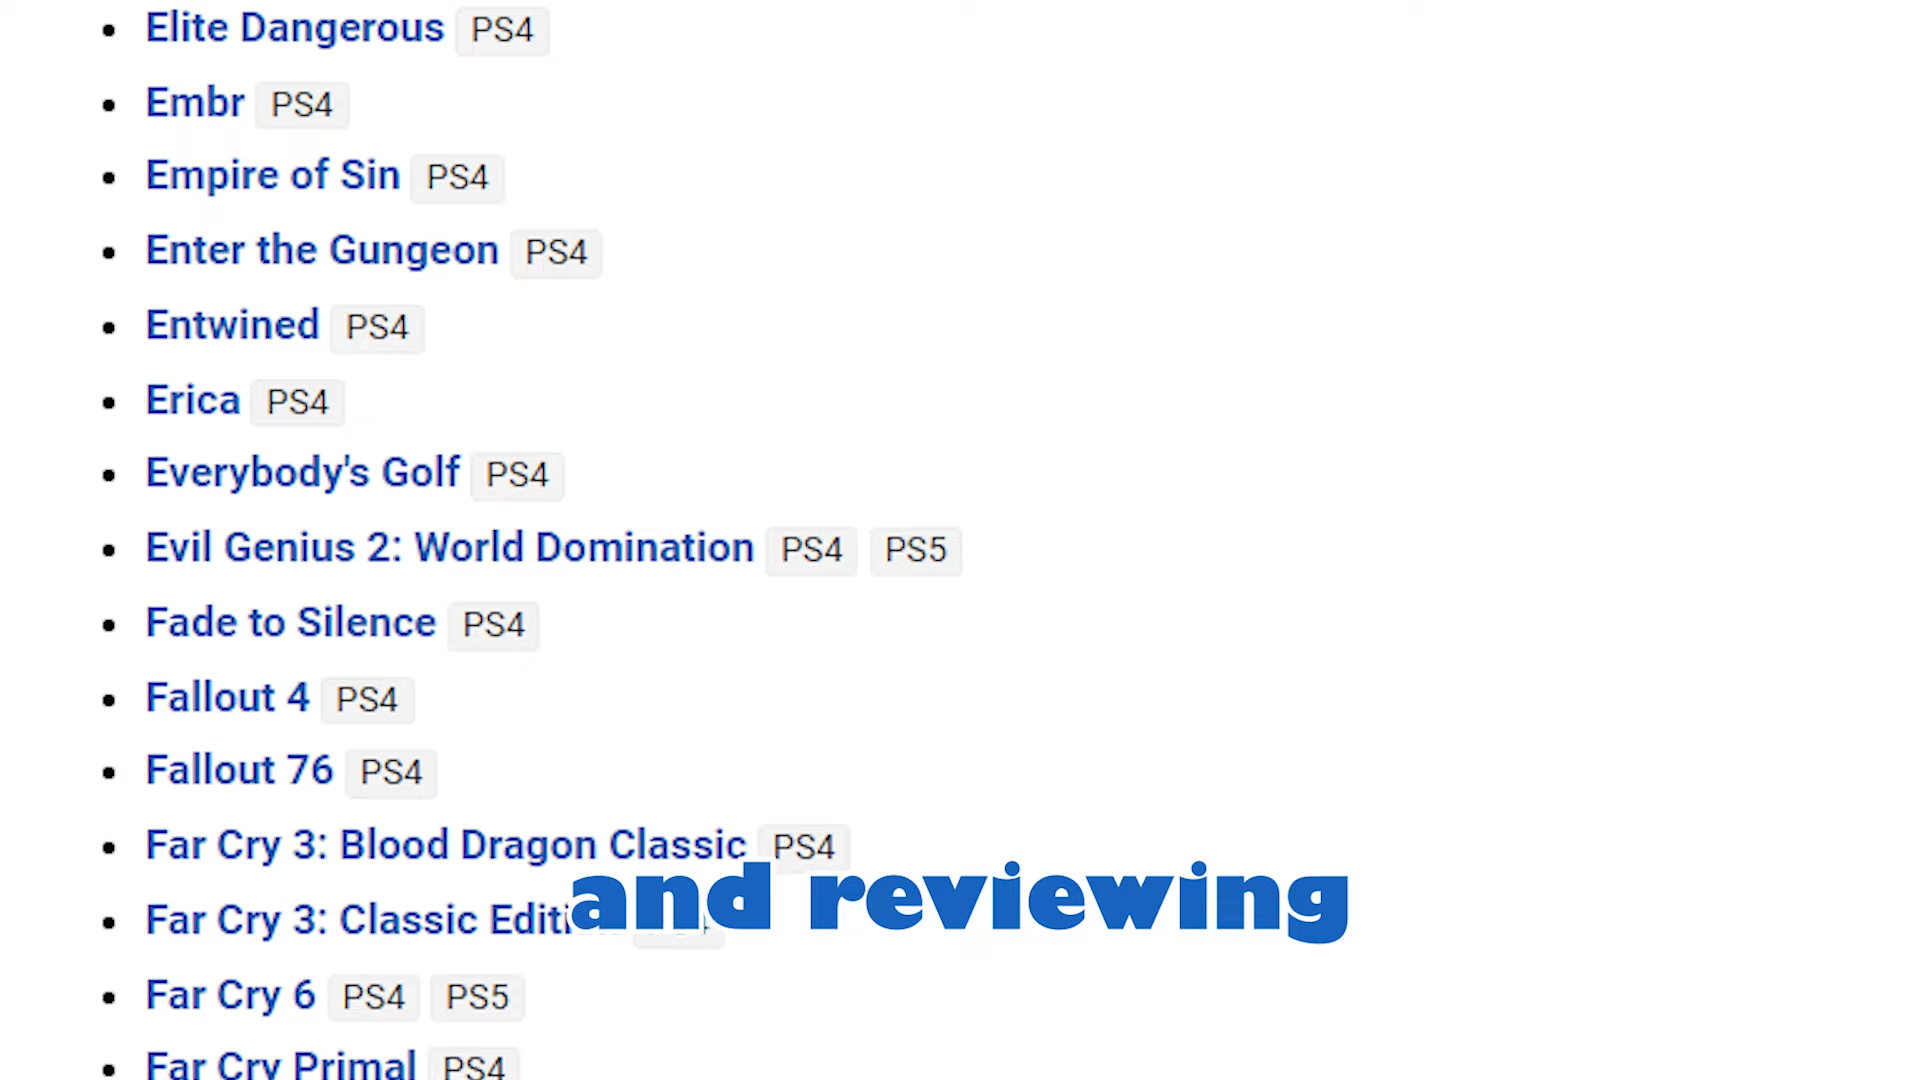 Elite Dangerous PS4
Embr PS4
Empire of Sin PS4
Enter the Gungeon PS4
Entwined PS4
Erica PS4
Everybody's Golf PS4
Evil Genius 2: World Domination PS4 PS5
Fade to Silence PS4
Fallout 4 PS4
Fallout 76 PS4
Far Cry 3: Blood Dragon Classic PS4
and reviewing
Far Cry 3: Classic
Far Cry 6 PS4 PS5
Far Cry Primal PS4